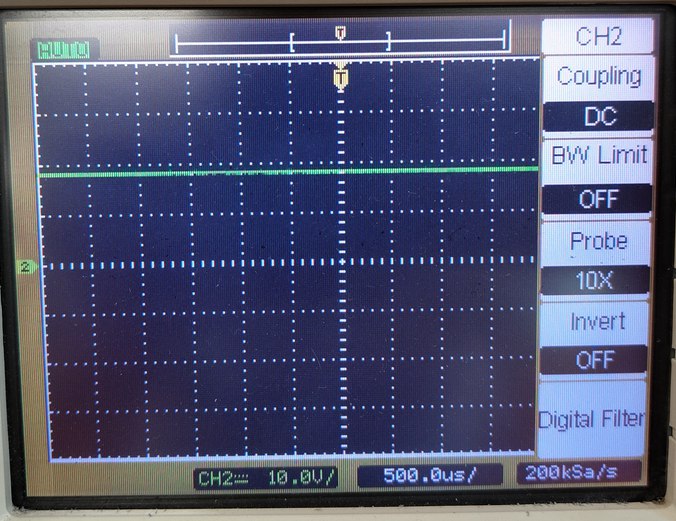 AUTO
T
CH2
T
Coupling
DC
BW Limit
OFF
Probe
2
10X
Invert
OFF
Digital Filter
CH2 10.0V/ 500.0us/ 200kSa/s